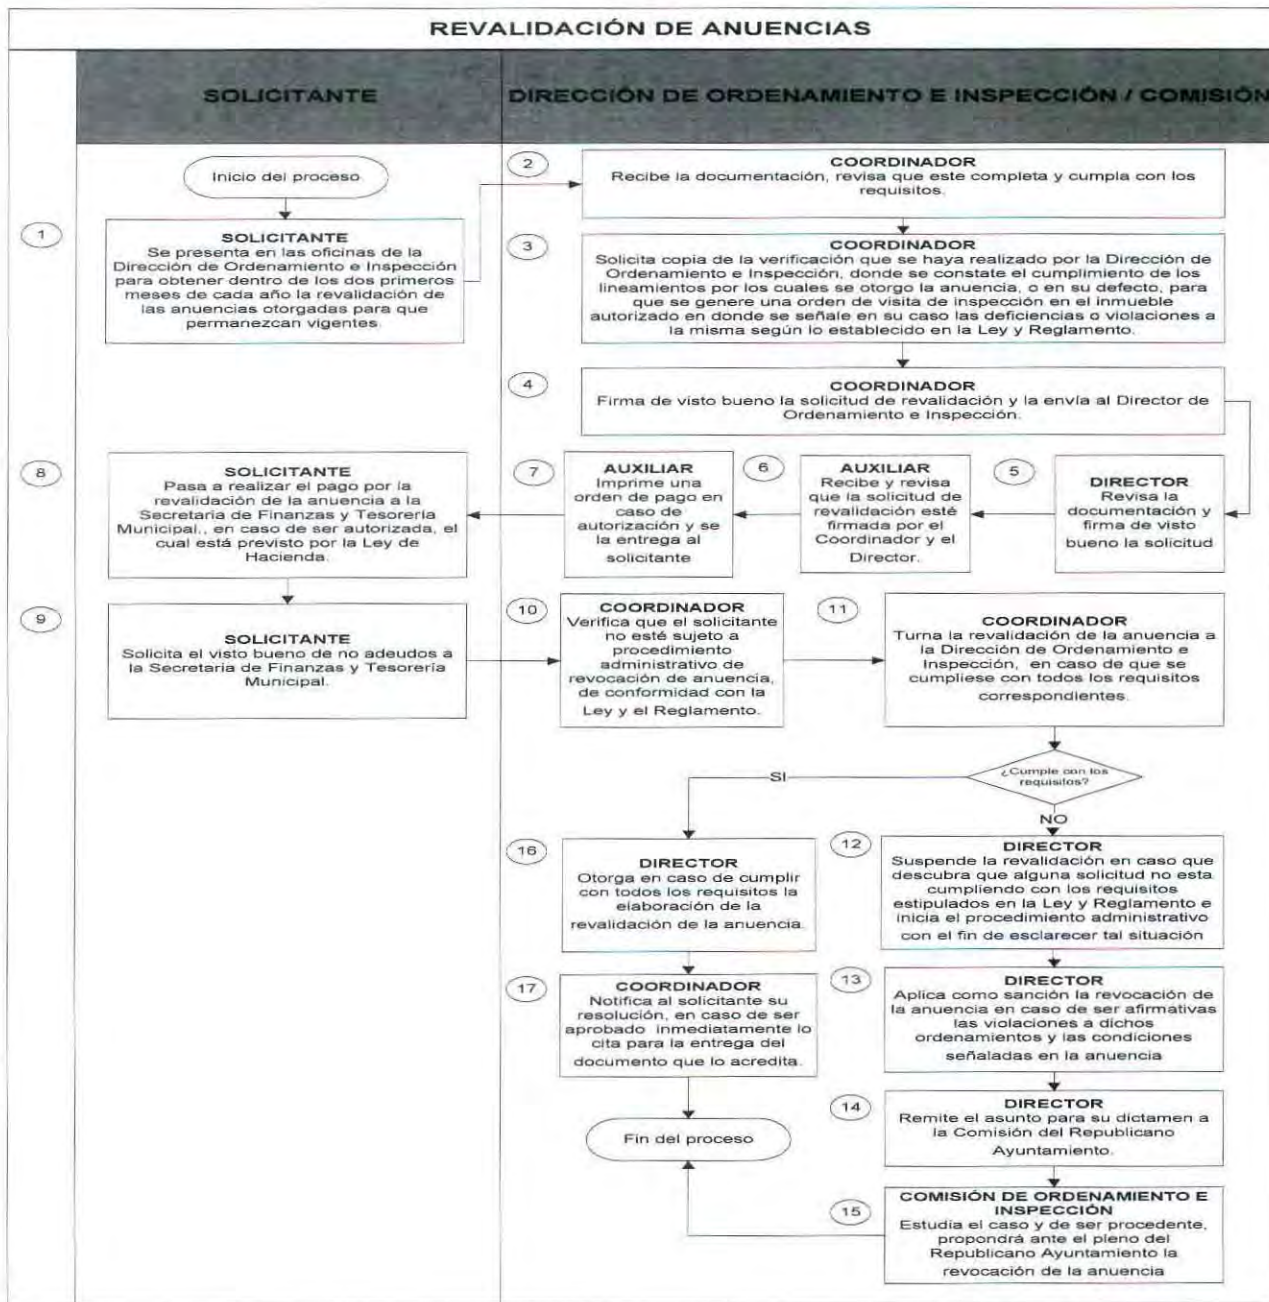 REVALIDACIÓN DE ANUENCIAS
SOLICITANTE
DIRECCIÓN DE ORDENAMIENTO E INSPECCIÓN / COMISIÓN
Inicio del proceso
1
SOLICITANTE
Se presenta en las oficinas de la
Dirección de Ordenamiento e Inspección
para obtener dentro de los dos primeros
meses de cada año la revalidación de
las anuencias otorgadas para que
permanezcan vigentes
2
COORDINADOR
Recibe la documentación, revisa que este completa y cumpla con los
requisitos.
3
COORDINADOR
Solicita copia de la verificación que se haya realizado por la Dirección de
Ordenamiento e Inspección, donde se constate el cumplimiento de los
lineamientos por los cuales se otorgo la anuencia, o en su defecto, para
que se genere una orden de visita de inspección en el inmueble
autorizado en donde se señale en su caso las deficiencias o violaciones a
la misma según lo establecido en la Ley y Reglamento.
4
COORDINADOR
Firma de visto bueno la solicitud de revalidación y la envía al Director de
Ordenamiento e Inspección.
5
DIRECTOR
Revisa la
documentación y
firma de visto
bueno la solicitud
6
AUXILIAR
Recibe y revisa
que la solicitud de
revalidación esté
firmada por el
Coordinador y el
Director.
7
AUXILIAR
Imprime una
orden de pago en
caso de
autorización y se
la entrega al
solicitante
8
SOLICITANTE
Pasa a realizar el pago por la
revalidación de la anuencia a la
Secretaria de Finanzas y Tesorería
Municipal., en caso de ser autorizada, el
cual está previsto por la Ley de
Hacienda.
9
SOLICITANTE
Solicita el visto bueno de no adeudos a
la Secretaria de Finanzas y Tesorería
Municipal.
10
COORDINADOR
Verifica que el solicitante
no esté sujeto a
procedimiento
administrativo de
revocación de anuencia,
de conformidad con la
Ley y el Reglamento.
11
COORDINADOR
Turna la revalidación de la anuencia a
la Dirección de Ordenamiento e
Inspección, en caso de que se
cumpliese con todos los requisitos
correspondientes.
¿Cumple con los
requisitos?
SI
NO
12
DIRECTOR
Suspende la revalidación en caso que
descubra que alguna solicitud no esta
cumpliendo con los requisitos
estipulados en la Ley y Reglamento e
inicia el procedimiento administrativo
con el fin de esclarecer tal situación
13
DIRECTOR
Aplica como sanción la revocación de
la anuencia en caso de ser afirmativas
las violaciones a dichos
ordenamientos y las condiciones
señaladas en la anuencia
14
DIRECTOR
Remite el asunto para su dictamen a
la Comisión del Republicano
Ayuntamiento.
15
COMISIÓN DE ORDENAMIENTO E
INSPECCIÓN
Estudia el caso y de ser procedente,
propondrá ante el pleno del
Republicano Ayuntamiento la
revocación de la anuencia
16
DIRECTOR
Otorga en caso de cumplir
con todos los requisitos la
elaboración de la
revalidación de la anuencia.
17
COORDINADOR
Notifica al solicitante su
resolución, en caso de ser
aprobado inmediatamente lo
cita para la entrega del
documento que lo acredita.
Fin del proceso